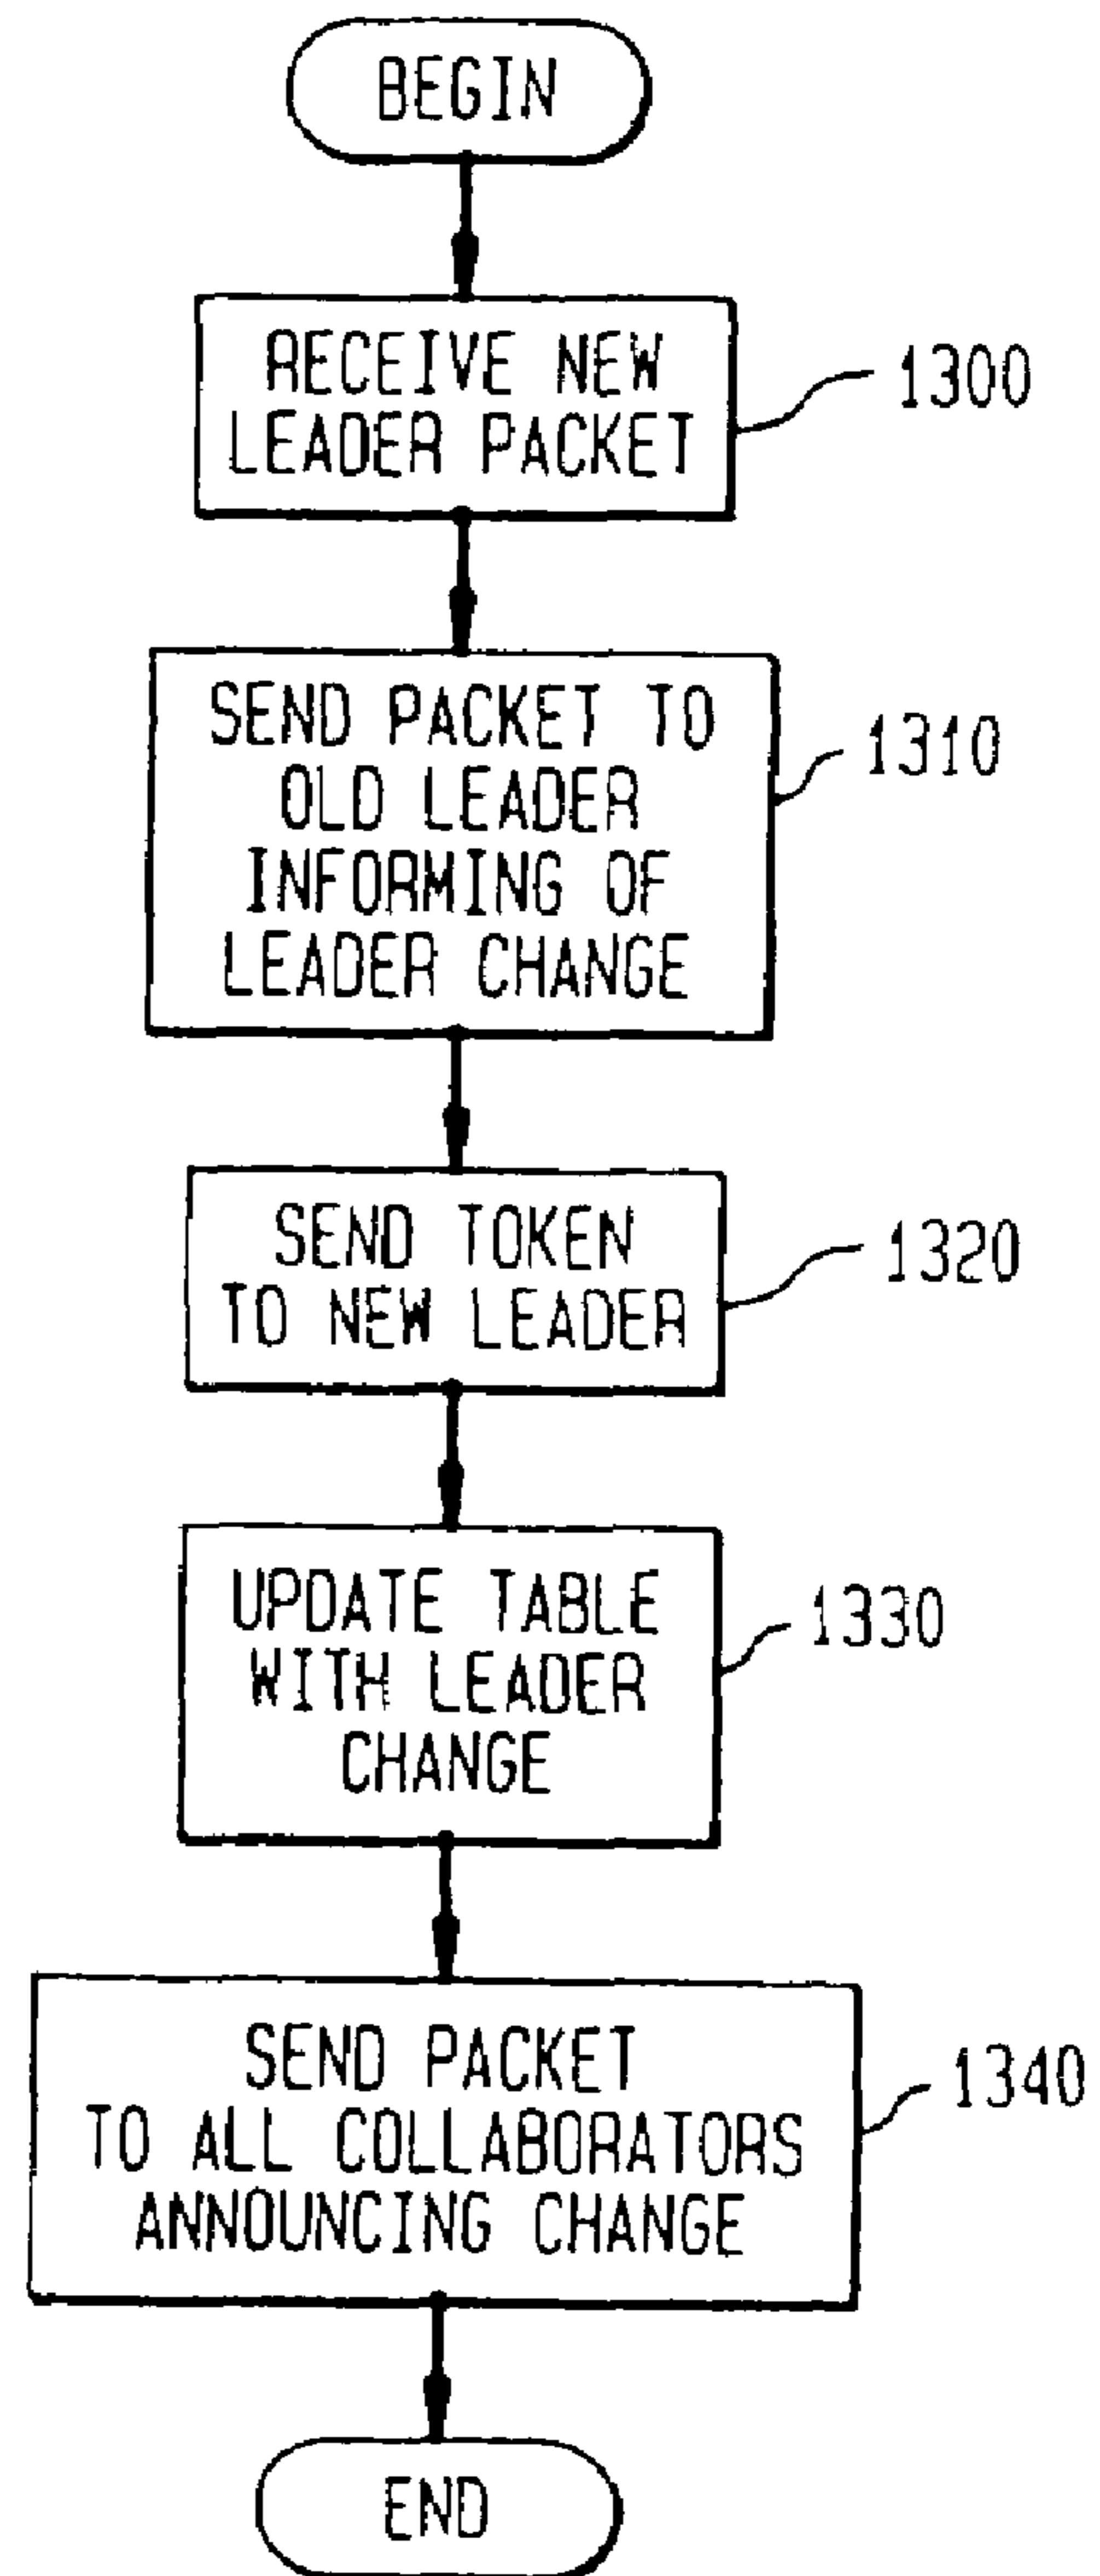 BEGIN
RECEIVE NEW
LEADER PACKET
1300
SEND PACKET TO
OLD LEADER
INFORMING OF
LEADER CHANGE
1310
SEND TOKEN
TO NEW LEADER
1320
UPDATE TABLE
WITH LEADER
CHANGE
1330
SEND PACKET
TO ALL COLLABORATORS
ANNOUNCING CHANGE
1340
END